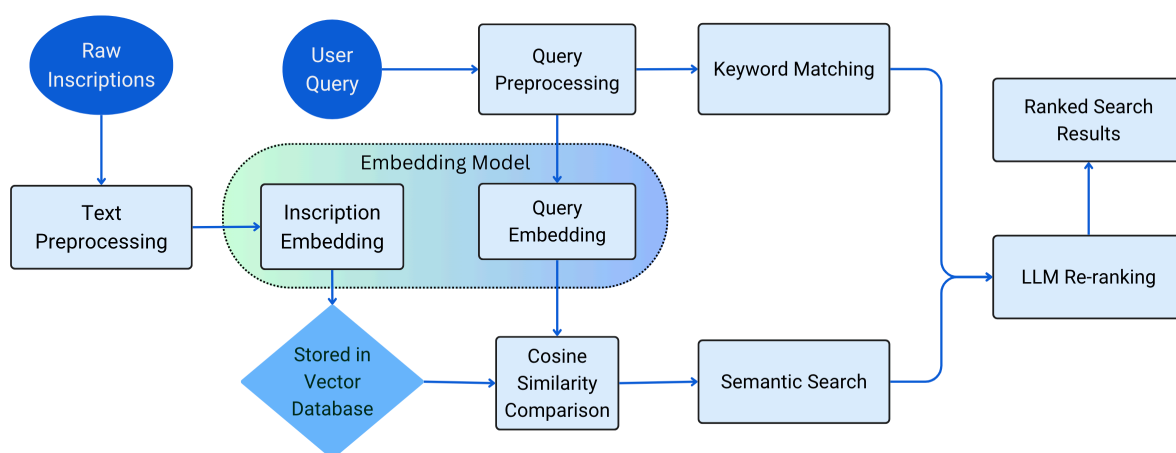 Raw
Inscriptions
User
Query
Query
Preprocessing
Keyword Matching
Ranked Search
Results
Embedding Model
Text
Preprocessing
Inscription
Embedding
Query
Embedding
LLM Re-ranking
Stored in
Vector
Database
Cosine
Similarity
Comparison
Semantic Search